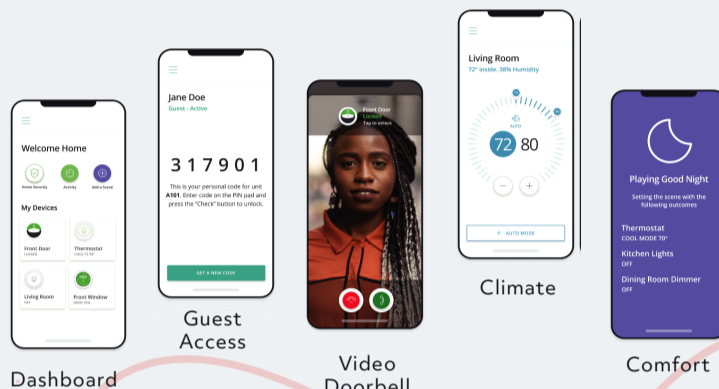 Welcome Home
Home Security
Activity
Add a Scene
My Devices
Front Door
LOCKED
Thermostat
Living Room
OFF
Front Window
OPEN 75%
Dashboard
Jane Doe
Guest - Active
317901
This is your personal code for unit
A101. Enter code on the PIN pad and
press the "Check" button to unlock.
GET A NEW CODE
Guest
Access
Front Door
Locked
Tap to unlock
Video
Doorbell
Living Room
72° inside. 38% Humidity
AUTO
72 80
AUTO MODE
Climate
Playing Good Night
Setting the scene with the
following outcomes
Thermostat
COOL MODE 70°
Kitchen Lights
OFF
Dining Room Dimmer
OFF
Comfort